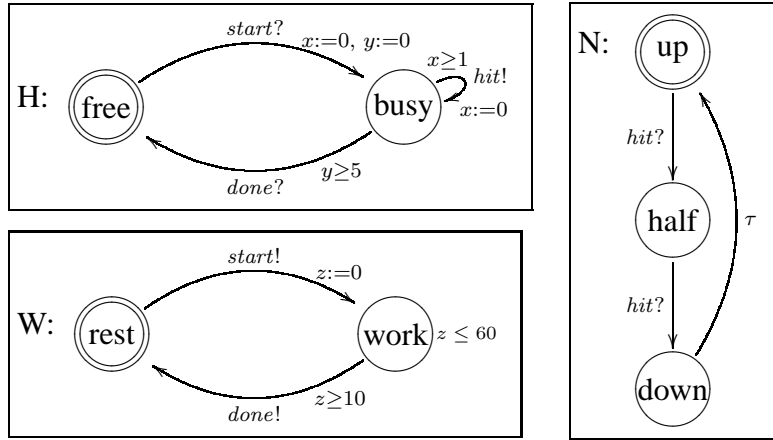 H:
free
start?
x:=0, y:=0
busy
x≥1
hit!
x:=0
y≥5
done?
W:
rest
start!
z:=0
work
z ≤ 60
z≥10
done!
N:
up
hit?
half
hit?
down
τ